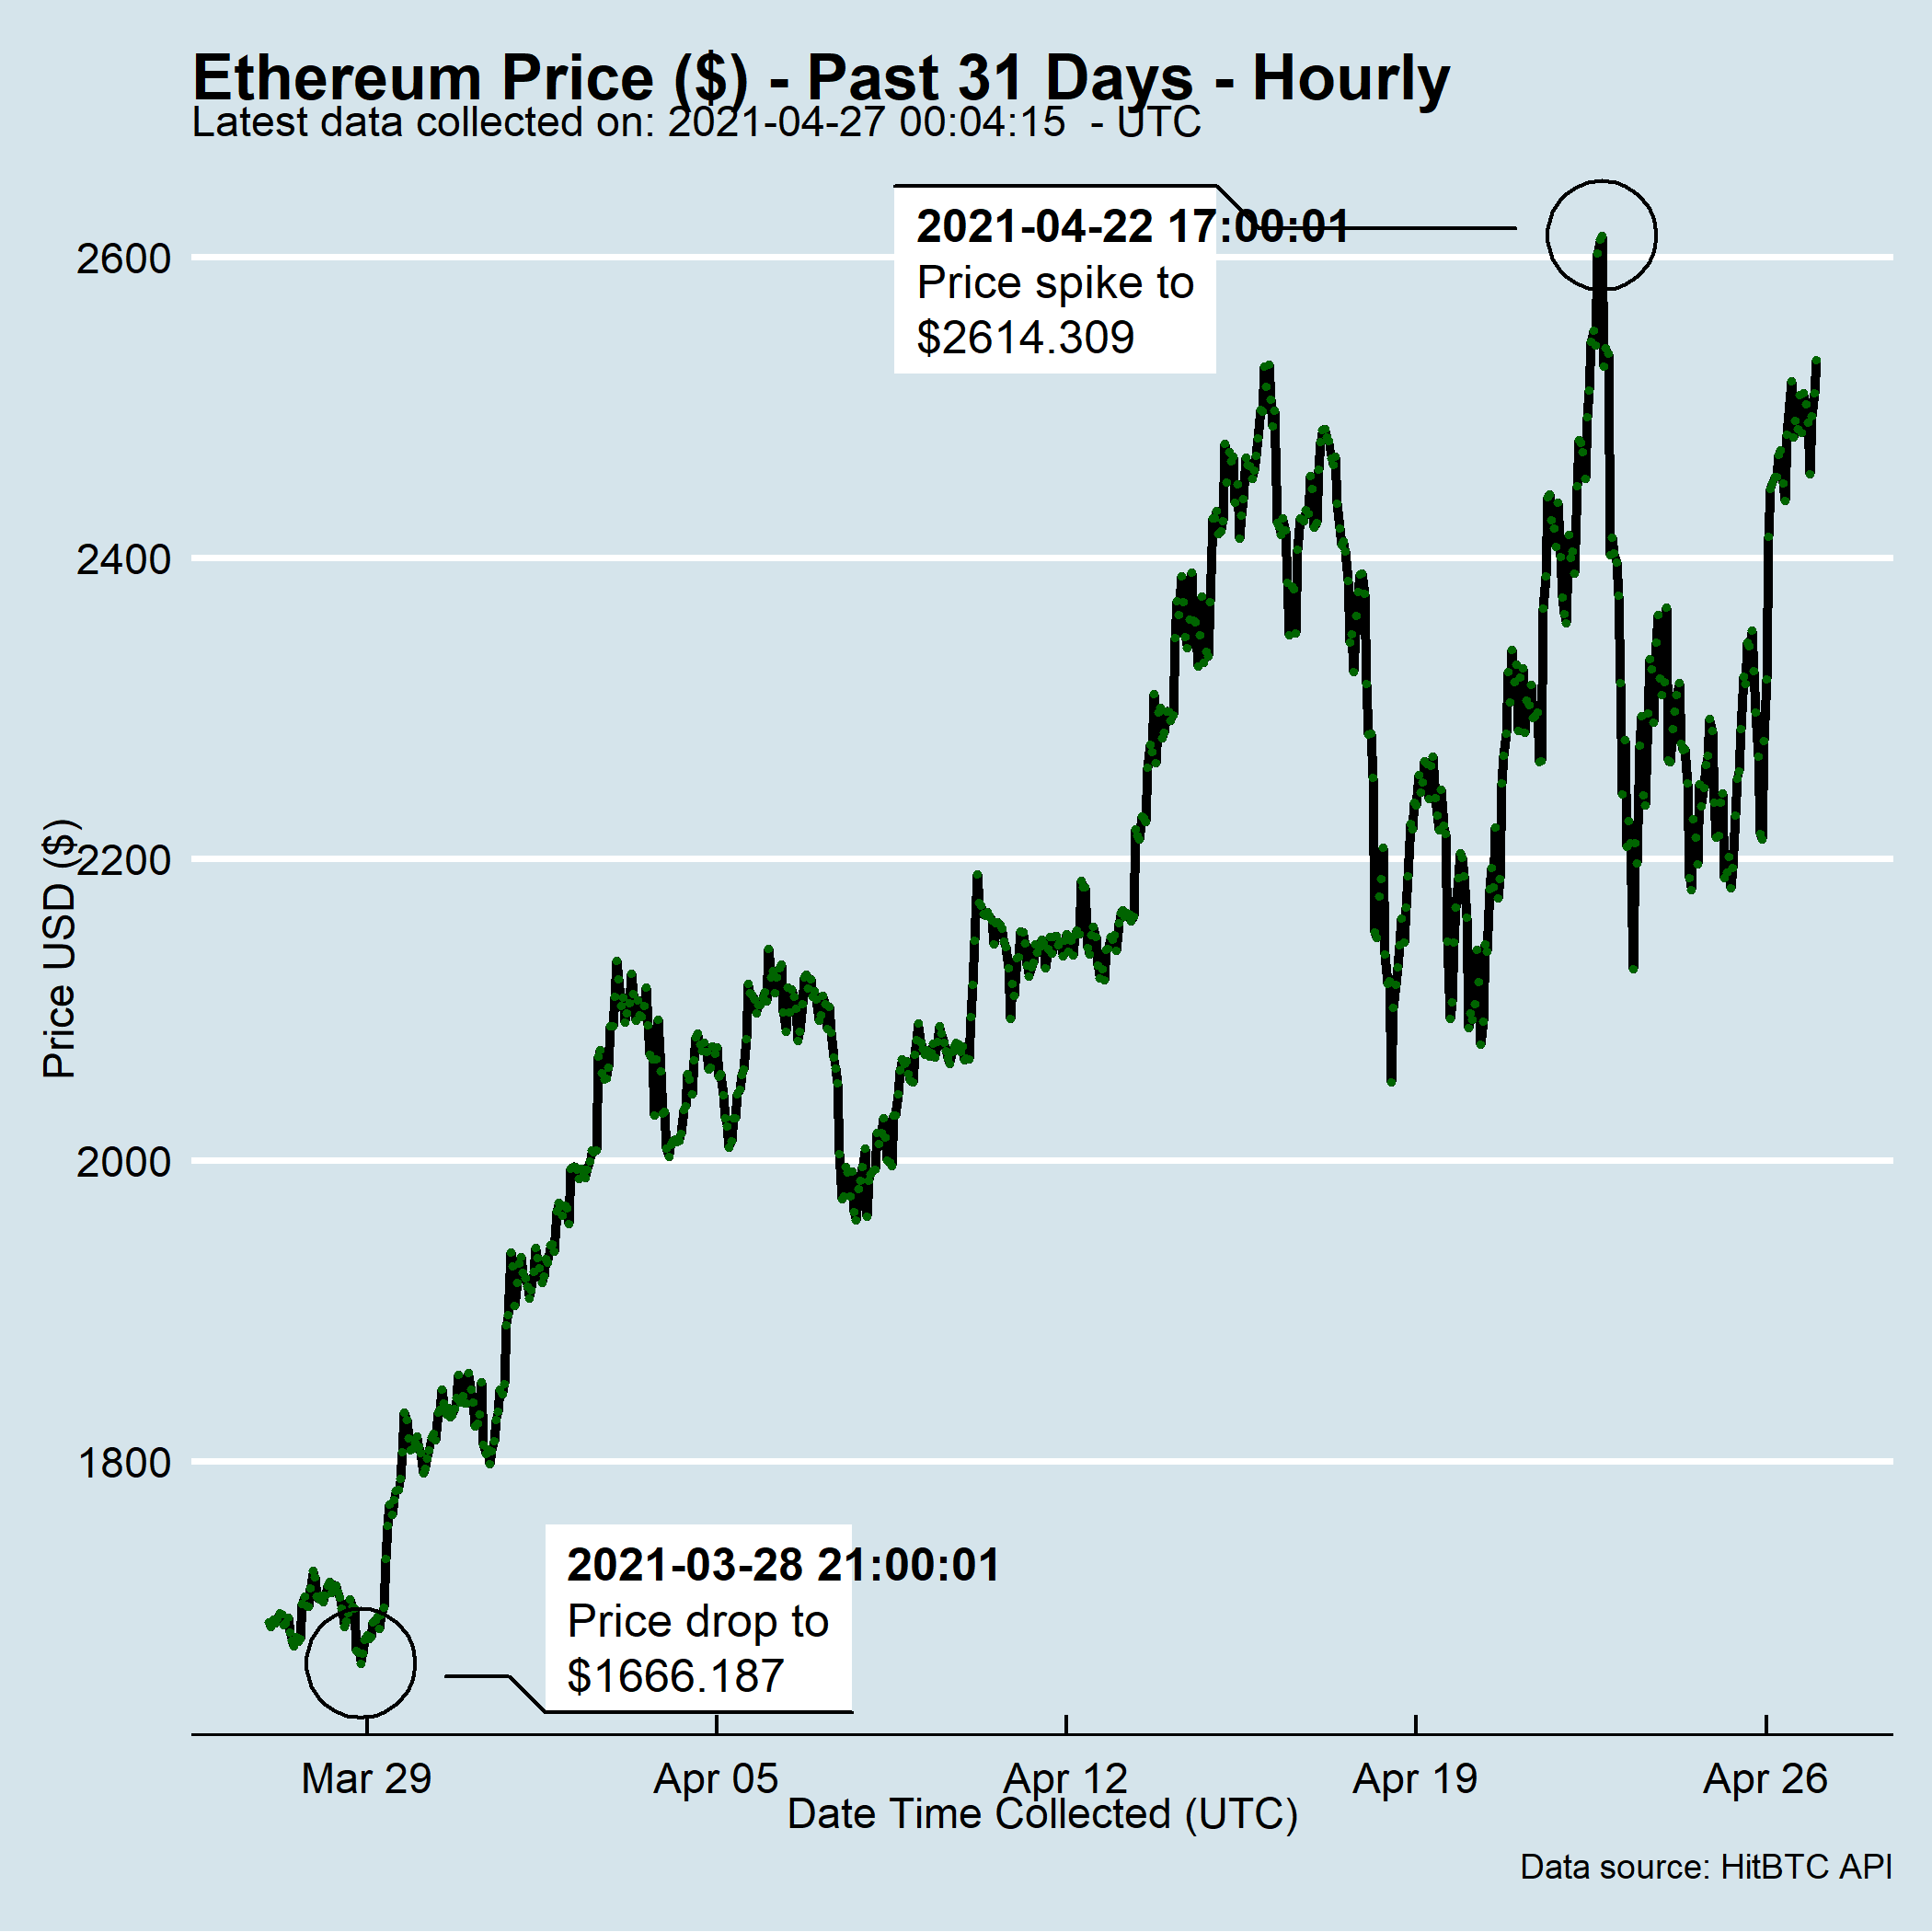 Ethereum Price ($) - Past 31 Days - Hourly
Latest data collected on: 2021-04-27 00:04:15  - UTC
2021-04-22 17:00:01
Price spike to
$2614.309
2600
2400
2200
2000
1800
Price USD ($)
2021-03-28 21:00:01
Price drop to
$1666.187
Mar 29
Apr 05
Apr 12
Apr 19
Apr 26
Date Time Collected (UTC)
Data source: HitBTC API